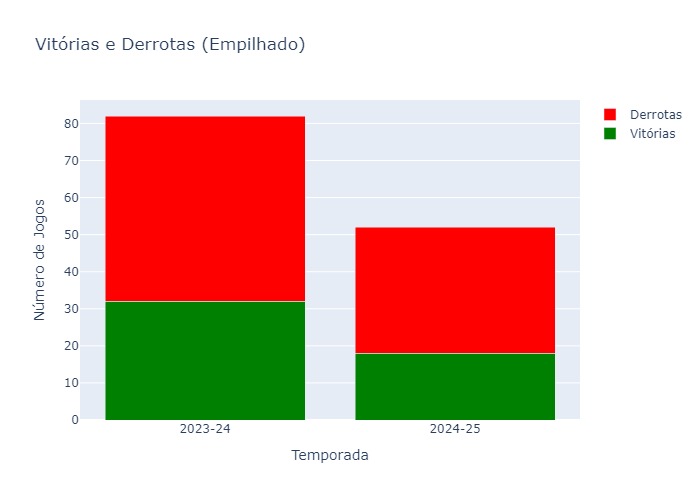 Vitórias e Derrotas (Empilhado)
Derrotas
Vitórias
Número de Jogos
80
70
60
50
40
30
20
10
0
2023-24
2024-25
Temporada